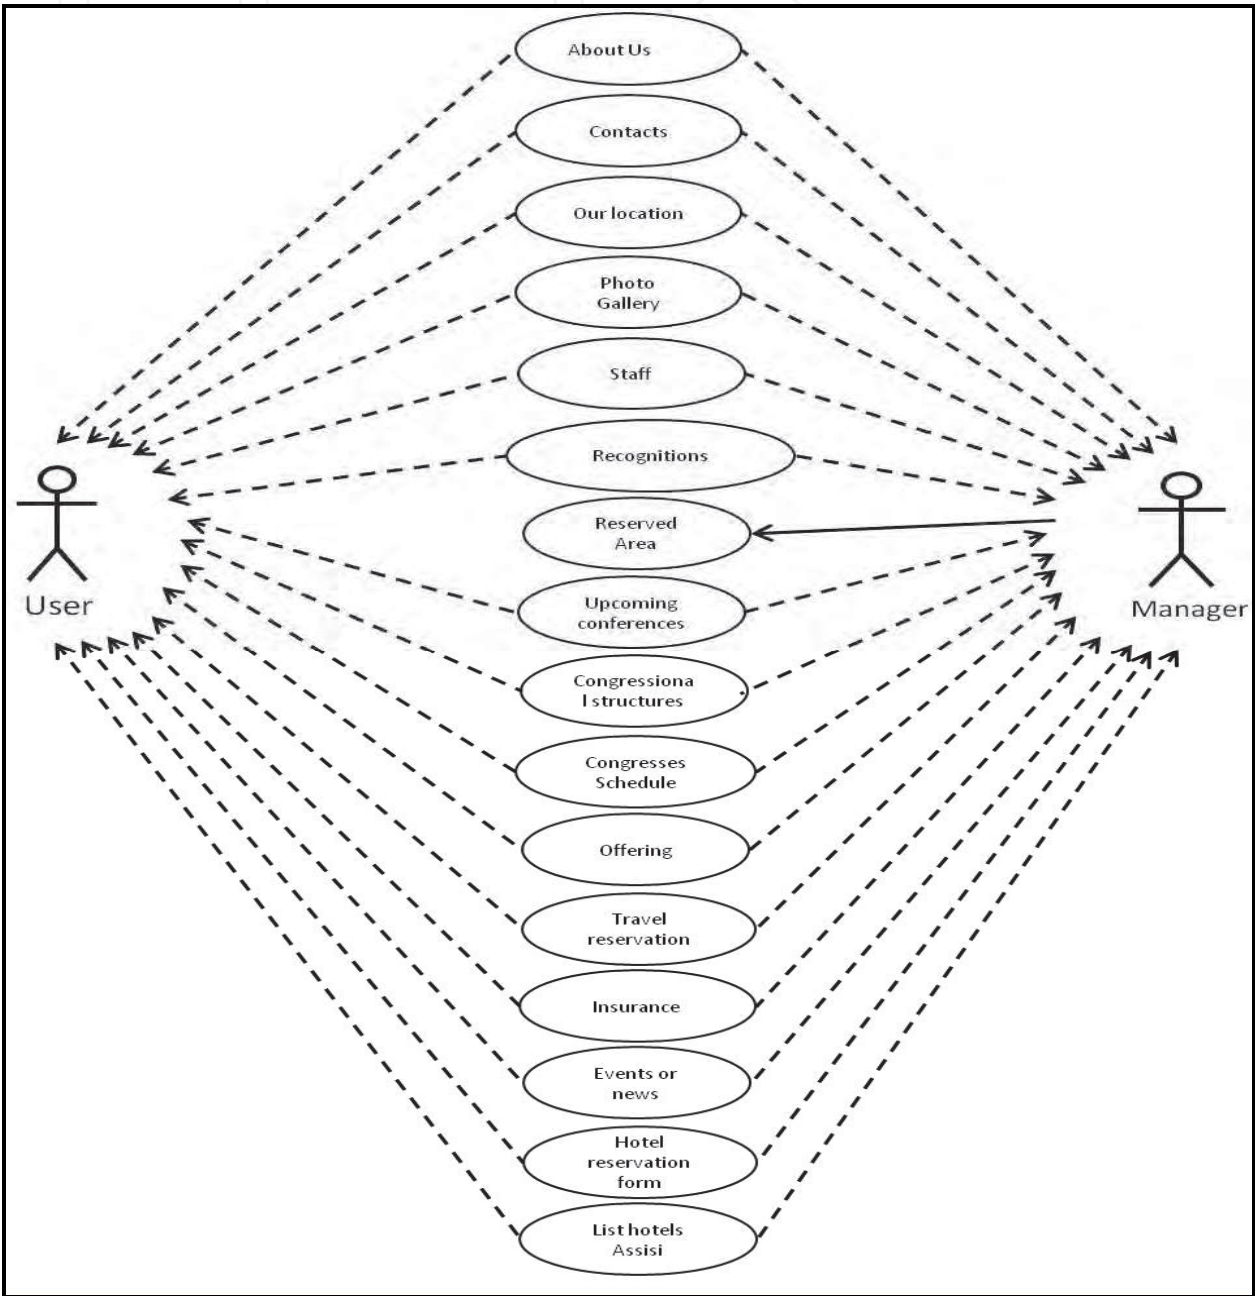 About Us
Contacts
Our location
Photo
Gallery
Staff
Recognitions
Reserved
Area
Upcoming
conferences
Congressiona
l structures
Congresses
Schedule
Offering
Travel
reservation
Insurance
Events or
news
Hotel
reservation
form
List hotels
Assisi
User
Manager